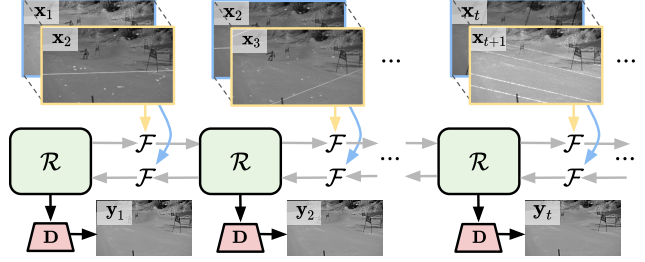 x₁ x₂ xₜ
x₂ x₃ xₜ₊₁
... ...
R F R F R F
F ... F F ...
y₁ y₂ yₜ
D D D